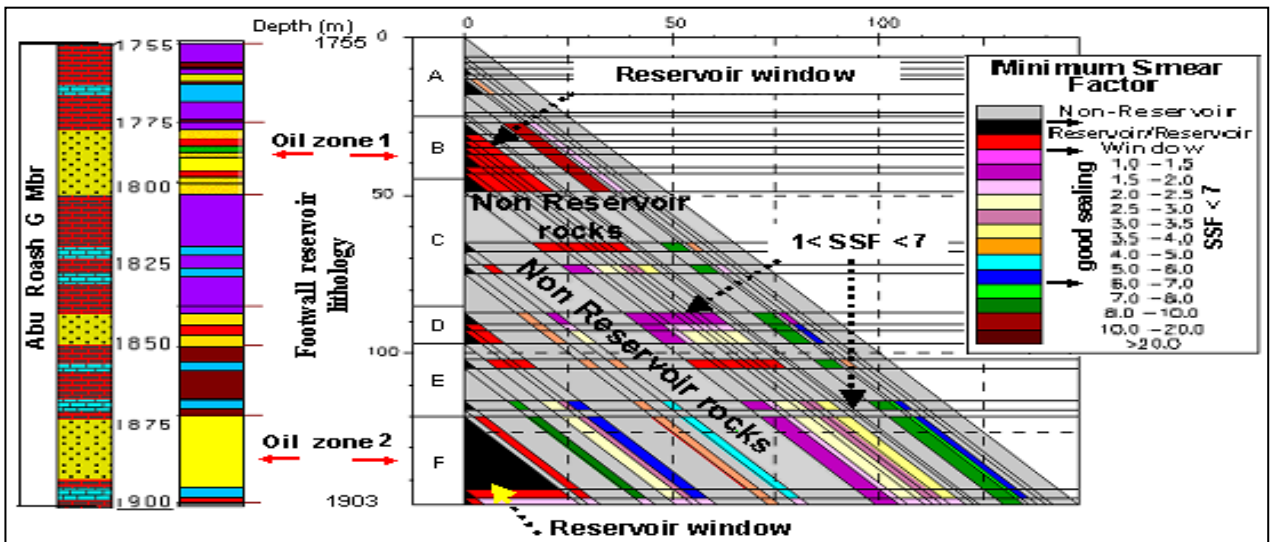 Depth (m)
1755
1755
1775
1800
1825
1850
1875
1900
1903
Abu Roash G Mbr
Footwall reservoir
lithology
Oil zone 1
Oil zone 2
0
50
100
0
50
100
A
B
C
D
E
F
Reservoir window
Non Reservoir
rocks
Non Reservoir rocks
1< SSF <7
Reservoir window
Minimum Smear
Factor
Non-Reservoir
Reservoir/Reservoir
Window
1.0 -1.5
1.5 -2.0
2.0 -2.5
2.5 -3.0
3.0 -3.5
3.5 -4.0
4.0 -5.0
5.0 -6.0
6.0 -7.0
7.0 -8.0
8.0 -10.0
10.0 -20.0
>20.0
good sealing
SSF <7